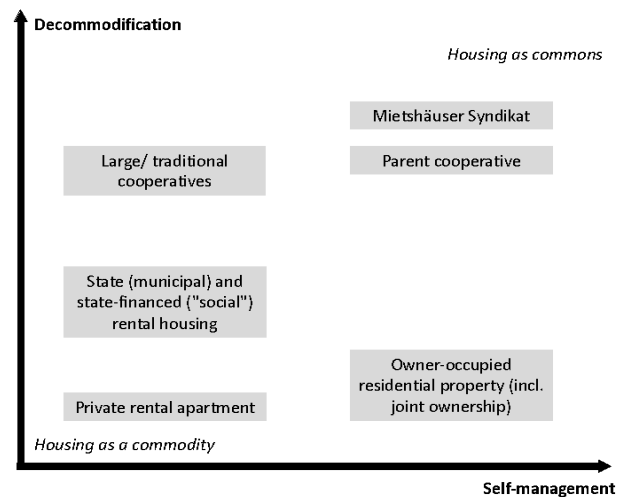 Decommodification
Housing as commons
Mietshäuser Syndikat
Large/ traditional
cooperatives
Parent cooperative
State (municipal) and
state-financed ("social")
rental housing
Owner-occupied
residential property (incl.
joint ownership)
Private rental apartment
Housing as a commodity
Self-management